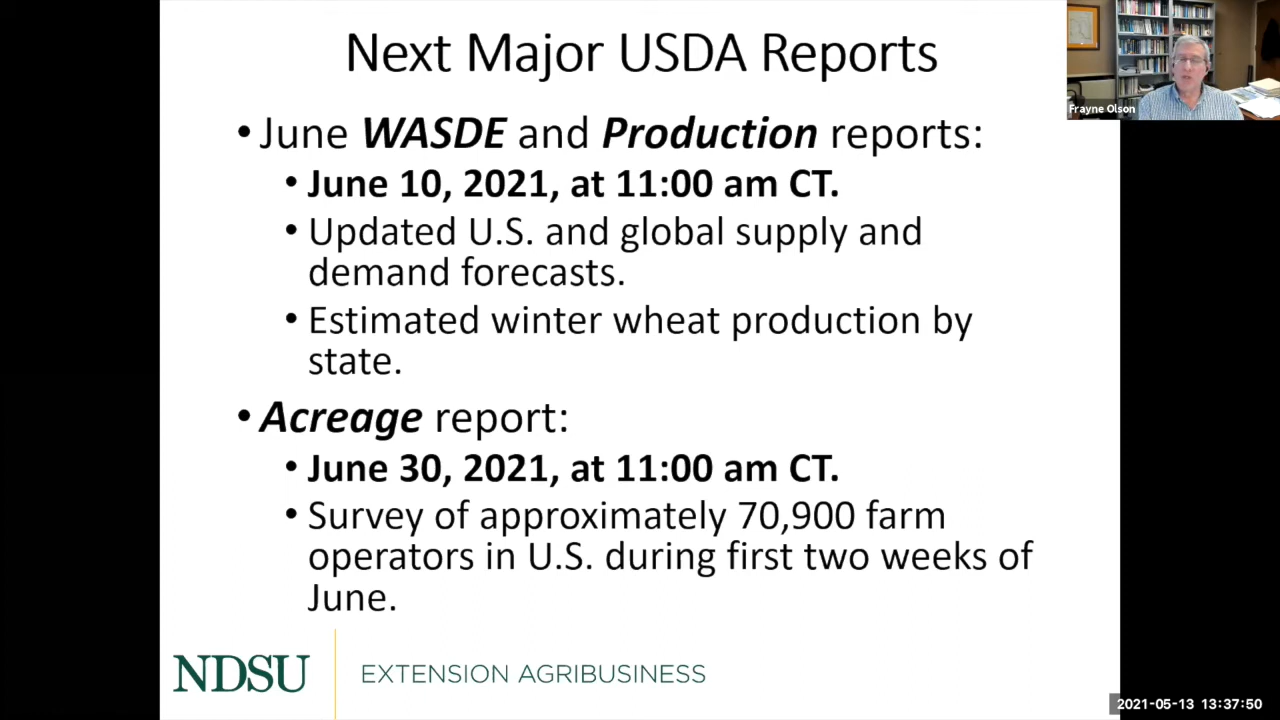 Next Major USDA Reports
Frayne Olson
• June WASDE and Production reports:
• June 10, 2021, at 11:00 am CT.
• Updated U.S. and global supply and
demand forecasts.
• Estimated winter wheat production by
state.
• Acreage report:
• June 30, 2021, at 11:00 am CT.
• Survey of approximately 70,900 farm
operators in U.S. during first two weeks of
June.
NDSU
EXTENSION AGRIBUSINESS
2021-05-13 13:37:50